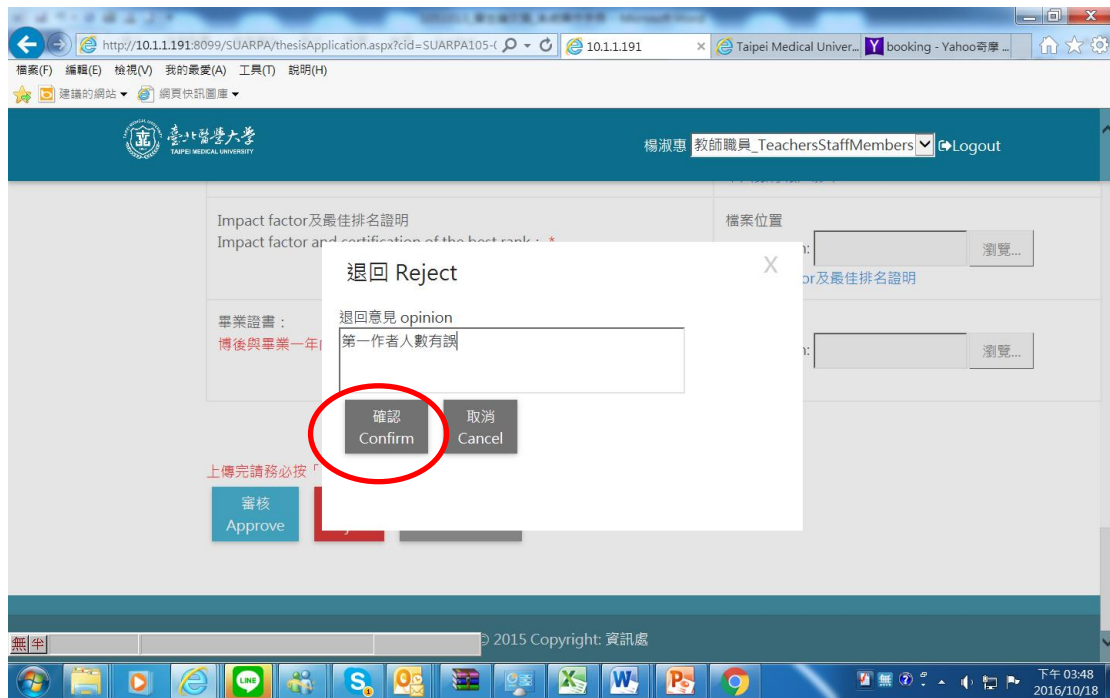 http://10.1.1.191:8099/SUARPA/thesisApplication.aspx?cid=SUARPA105-(
10.1.1.191
Taipei Medical Univer...
booking - Yahoo奇摩 ...
檔案(F) 編輯(E) 檢視(V) 我的最愛(A) 工具(T) 說明(H)
建議的網站 網頁快訊圖庫
臺北醫學大學
TAIPEI MEDICAL UNIVERSITY
楊淑惠 教師職員_TeachersStaffMembers Logout
Impact factor及最佳排名證明
Impact factor and certification of the best rank : *
檔案位置
n:
瀏覽...
or及最佳排名證明
退回 Reject
X
退回意見 opinion
第一作者人數有誤
畢業證書：
博後與畢業一年
n:
瀏覽...
確認
Confirm
取消
Cancel
上傳完請務必按「
審核
Approve
2015 Copyright: 資訊處
無 半
LINE
下午 03:48
2016/10/18